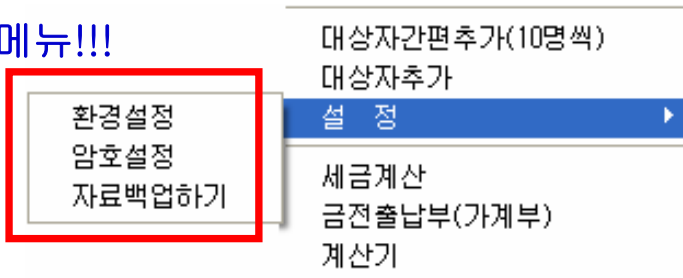 메뉴!!!
대상자간편추가(10명씩)
대상자추가
설 정
환경설정
암호설정
자료백업하기
세금계산
금전출납부(가계부)
계산기